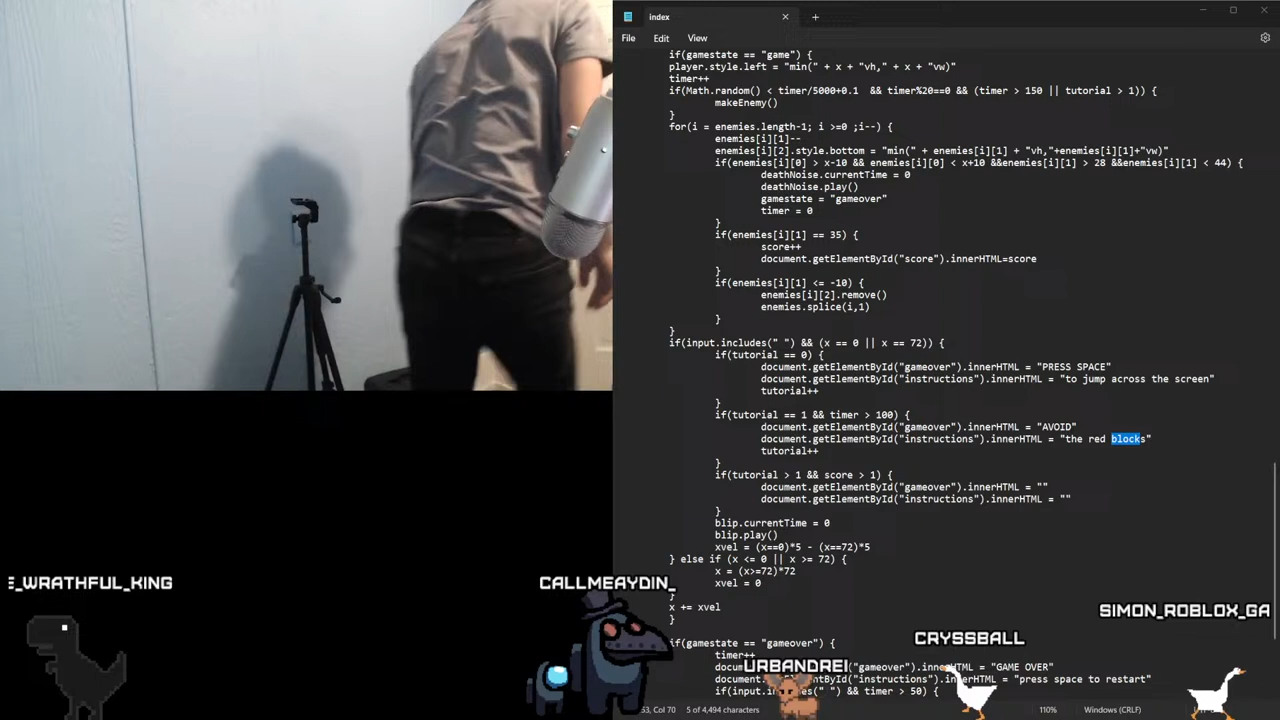 index
File Edit View
if(gamestate == "game") {
player.style.left = "min(" + x + "vh," + x + "vw)"
timer++
if(Math.random() < timer/5000+0.1  && timer%20==0 && (timer > 150 || tutorial > 1)) {
makeEnemy()
}
for(i = enemies.length-1; i >=0 ;i--) {
enemies[i][1]--
enemies[i][2].style.bottom = "min(" + enemies[i][1] + "vh,"+enemies[i][1]+"vw)"
if(enemies[i][0] > x-10 && enemies[i][0] < x+10 &&enemies[i][1] > 28 &&enemies[i][1] < 44) {
deathNoise.currentTime = 0
deathNoise.play()
gamestate = "gameover"
timer = 0
}
if(enemies[i][1] == 35) {
score++
document.getElementById("score").innerHTML=score
}
if(enemies[i][1] <= -10) {
enemies[i][2].remove()
enemies.splice(i,1)
}
}
if(input.includes(" ") && (x == 0 || x == 72)) {
if(tutorial == 0) {
document.getElementById("gameover").innerHTML = "PRESS SPACE"
document.getElementById("instructions").innerHTML = "to jump across the screen"
tutorial++
}
if(tutorial == 1 && timer > 100) {
document.getElementById("gameover").innerHTML = "AVOID"
document.getElementById("instructions").innerHTML = "the red blocks"
tutorial++
}
if(tutorial > 1 && score > 1) {
document.getElementById("gameover").innerHTML = ""
document.getElementById("instructions").innerHTML = ""
}
blip.currentTime = 0
blip.play()
xvel = (x==0)*5 - (x==72)*5
} else if (x <= 0 || x >= 72) {
x = (x>=72)*72
xvel = 0
}
x += xvel
}
if(gamestate == "gameover") {
timer++
"gameover").innerHTML = "GAME OVER"
"instructions").innerHTML = "press space to restart"
" ") && timer > 50) {
E_WRATHFUL_KING
CALLMEAYDIN_
URBANDREI
CRYSSBALL
SIMON_ROBLOX_GA
Col 70 5 of 4,494 characters 110% Windows (CRLF)